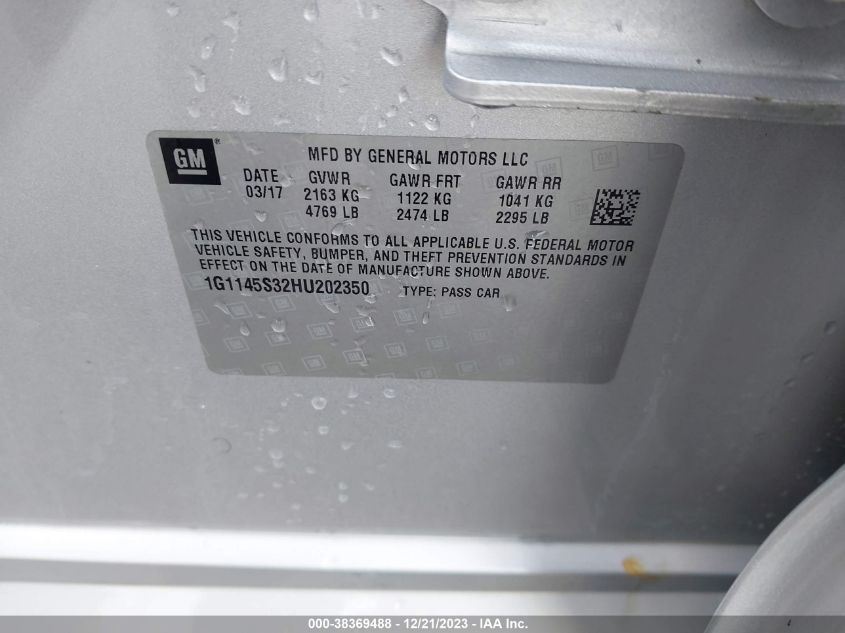 GM
MFD BY GENERAL MOTORS LLC
DATE GVWR GAWR FRT GAWR RR
03/17 2163 KG 1122 KG 1041 KG
4769 LB 2474 LB 2295 LB
THIS VEHICLE CONFORMS TO ALL APPLICABLE U.S. FEDERAL MOTOR
VEHICLE SAFETY, BUMPER, AND THEFT PREVENTION STANDARDS IN
EFFECT ON THE DATE OF MANUFACTURE SHOWN ABOVE.
1G1145S32HU202350 TYPE: PASS CAR
000-38369488 - 12/21/2023 - IAA Inc.